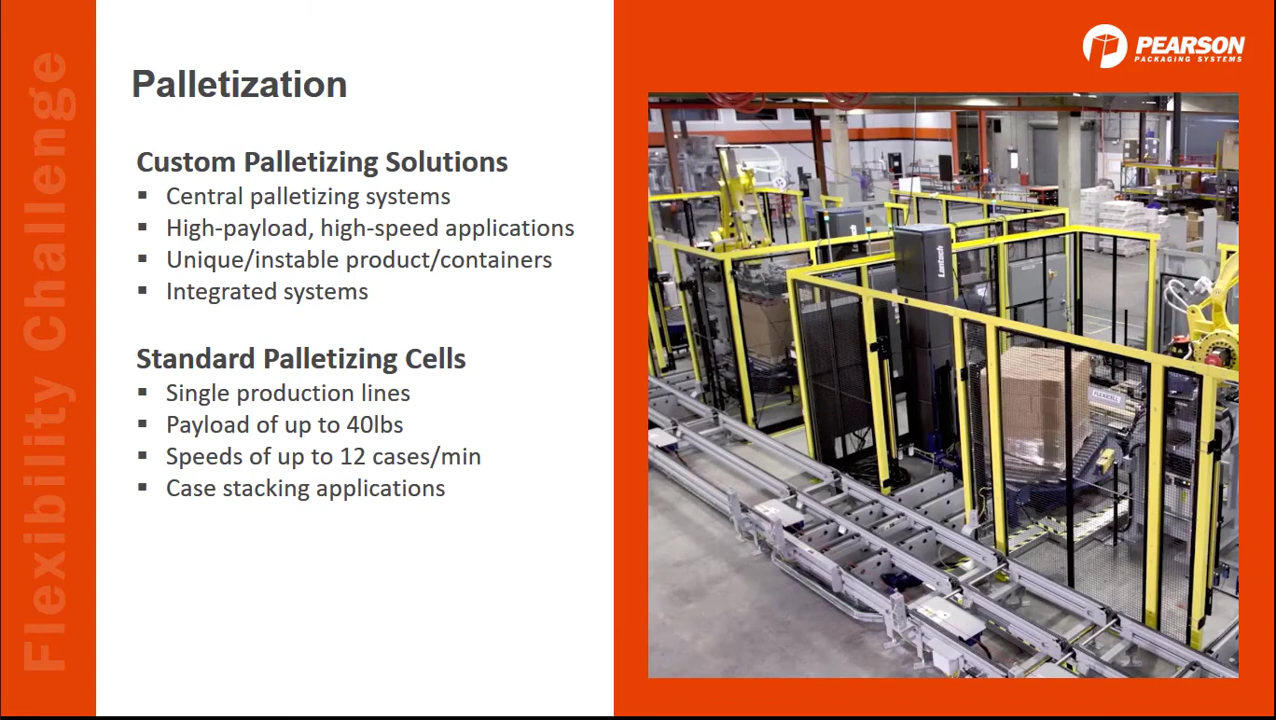 Flexibility Challenge
Palletization
Custom Palletizing Solutions
▪ Central palletizing systems
▪ High-payload, high-speed applications
▪ Unique/instable product/containers
▪ Integrated systems
Standard Palletizing Cells
▪ Single production lines
▪ Payload of up to 40lbs
▪ Speeds of up to 12 cases/min
▪ Case stacking applications
PEARSON
PACKAGING SYSTEMS
Lantech
FLEXCELL